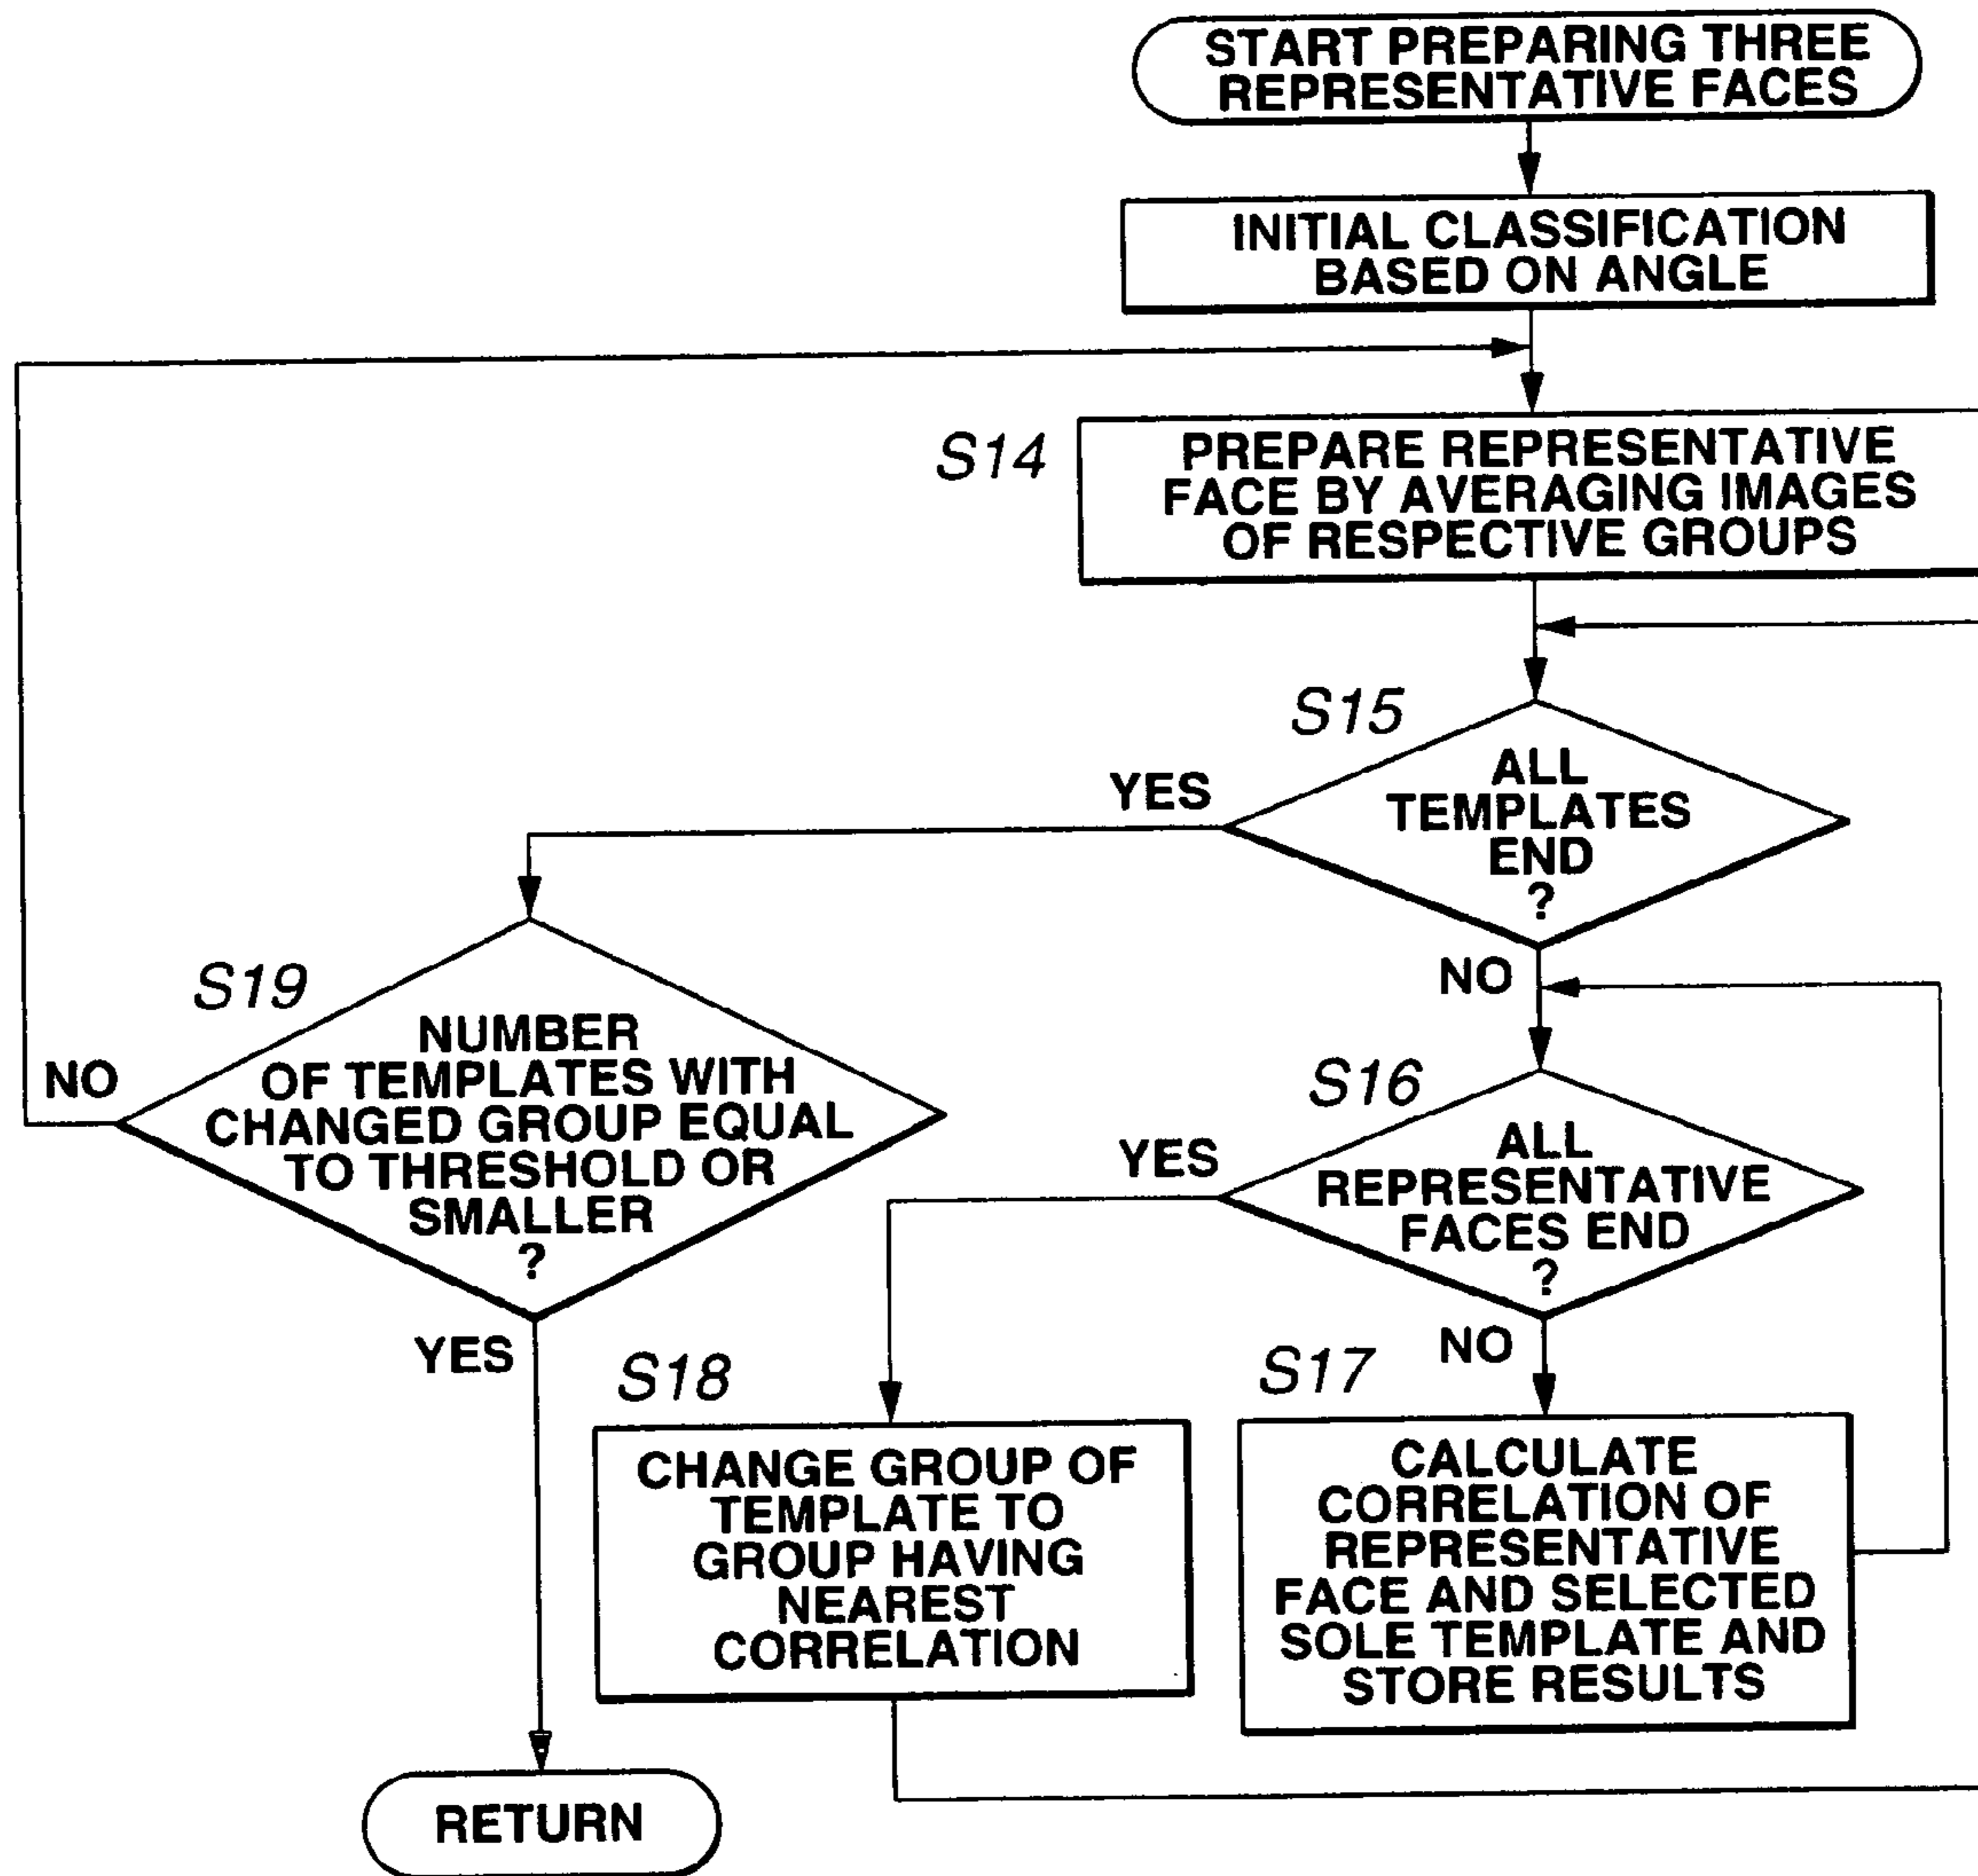 START PREPARING THREE
REPRESENTATIVE FACES
INITIAL CLASSIFICATION
BASED ON ANGLE
S14
PREPARE REPRESENTATIVE
FACE BY AVERAGING IMAGES
OF RESPECTIVE GROUPS
S15
ALL
TEMPLATES
END
?
YES
NO
S19
NUMBER
OF TEMPLATES WITH
CHANGED GROUP EQUAL
TO THRESHOLD OR
SMALLER
?
NO
YES
S16
ALL
REPRESENTATIVE
FACES END
?
YES
NO
S18
CHANGE GROUP OF
TEMPLATE TO
GROUP HAVING
NEAREST
CORRELATION
S17
CALCULATE
CORRELATION OF
REPRESENTATIVE
FACE AND SELECTED
SOLE TEMPLATE AND
STORE RESULTS
RETURN